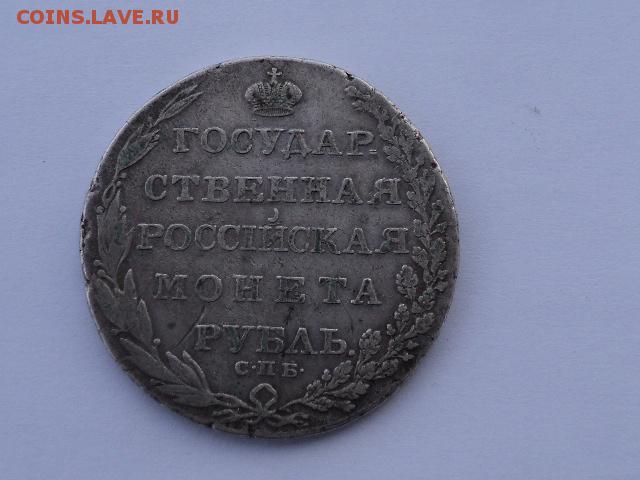 COINS.LAVE.RU
ГОСУДАР.
СТВЕННАЯ
РОССІЙСКАЯ
МОНЕТА
РУБЛЬ.
С·П·Б·